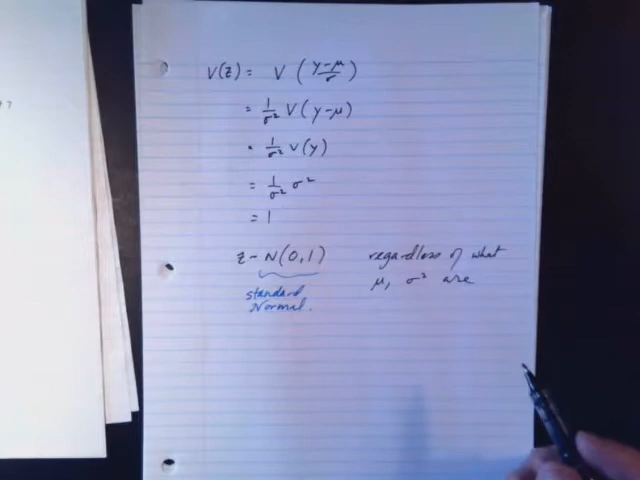 V(z) = V (y-μ/σ)
= 1/σ² V(y-μ)
= 1/σ² V(y)
= 1/σ² σ²
= 1
z ~ N(0,1) regardless of what
μ, σ² are
standard
Normal.